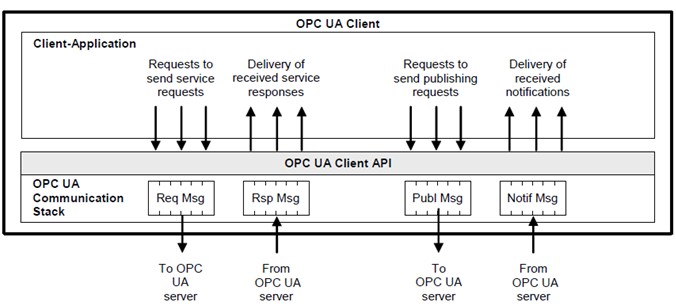 OPC UA Client
Client-Application
Requests to
send service
requests
Delivery of
received service
responses
Requests to
send publishing
requests
Delivery of
received
notifications
OPC UA Client API
OPC UA
Communication
Stack
Req Msg
Rsp Msg
Publ Msg
Notif Msg
To OPC
UA
server
From
OPC UA
server
To
OPC UA
server
From
OPC UA
server